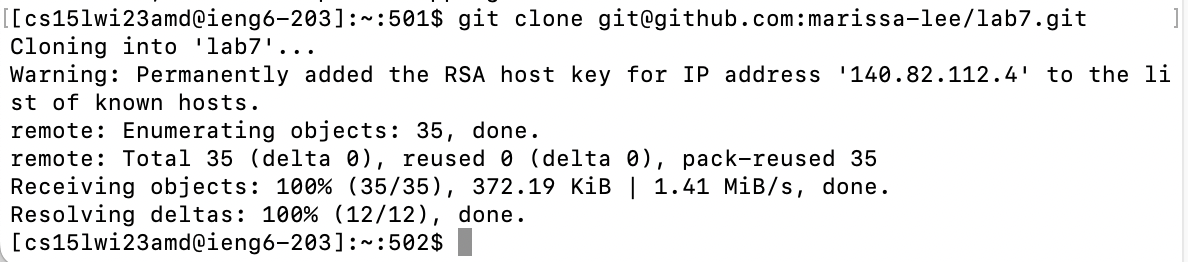 [[cs15lwi23amd@ieng6-203]:~:501$ git clone git@github.com:marissa-lee/lab7.git ]
Cloning into 'lab7'...
Warning: Permanently added the RSA host key for IP address '140.82.112.4' to the li
st of known hosts.
remote: Enumerating objects: 35, done.
remote: Total 35 (delta 0), reused 0 (delta 0), pack-reused 35
Receiving objects: 100% (35/35), 372.19 KiB | 1.41 MiB/s, done.
Resolving deltas: 100% (12/12), done.
[cs15lwi23amd@ieng6-203]:~:502$